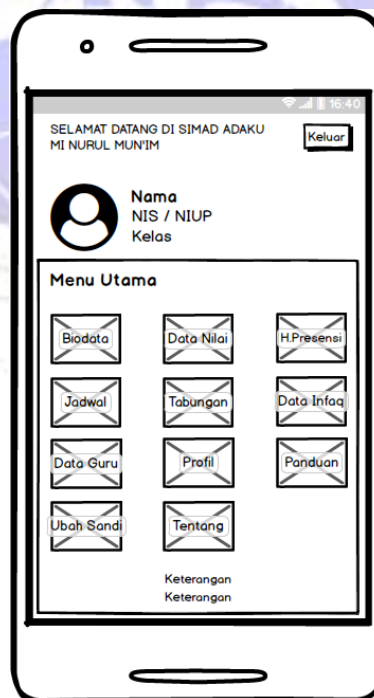 16:40
SELAMAT DATANG DI SIMAD ADAKU
MI NURUL MUN'IM
Keluar
Nama
NIS / NIUP
Kelas
Menu Utama
Biodata
Data Nilai
H.Presensi
Jadwal
Tabungan
Data Infaq
Data Guru
Profil
Panduan
Ubah Sandi
Tentang
Keterangan
Keterangan